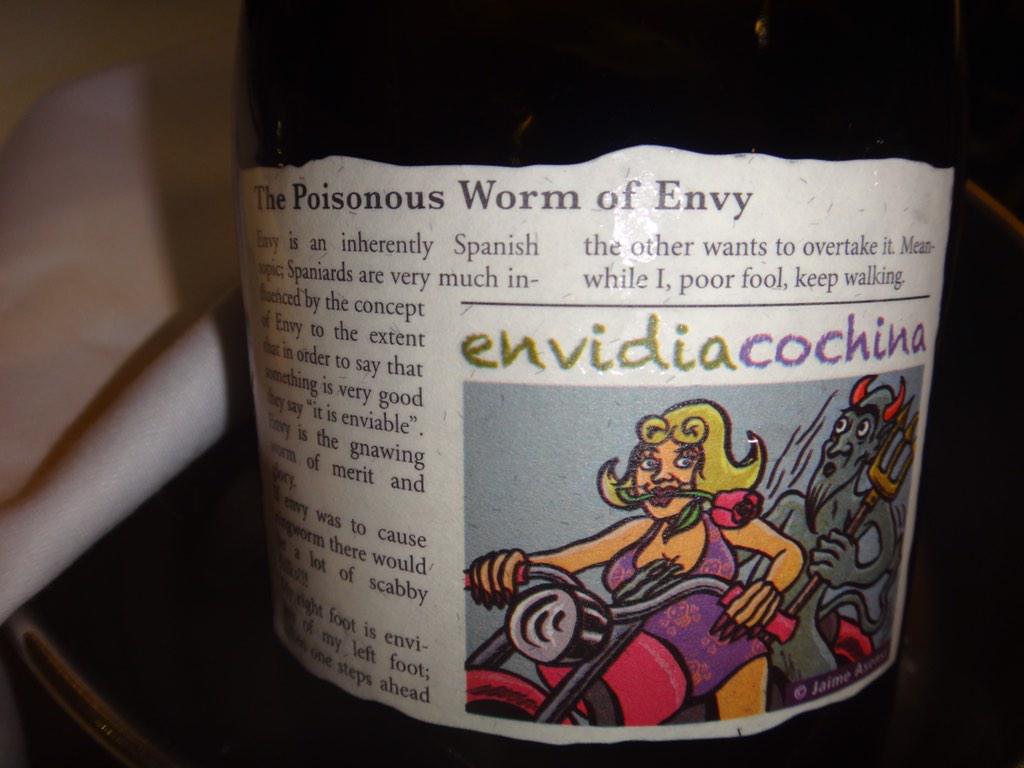 The Poisonous Worm of Envy
Envy is an inherently Spanish
topic; Spaniards are very much in-
fluenced by the concept
of Envy to the extent
that in order to say that
something is very good
they say "it is enviable".
Envy is the gnawing
worm of merit and
glory.
If envy was to cause
ringworm there would
be a lot of scabby
right foot is envi-
of my left foot;
when one steps ahead
the other wants to overtake it. Mean-
while I, poor fool, keep walking.
envidiacochina
© Jaime